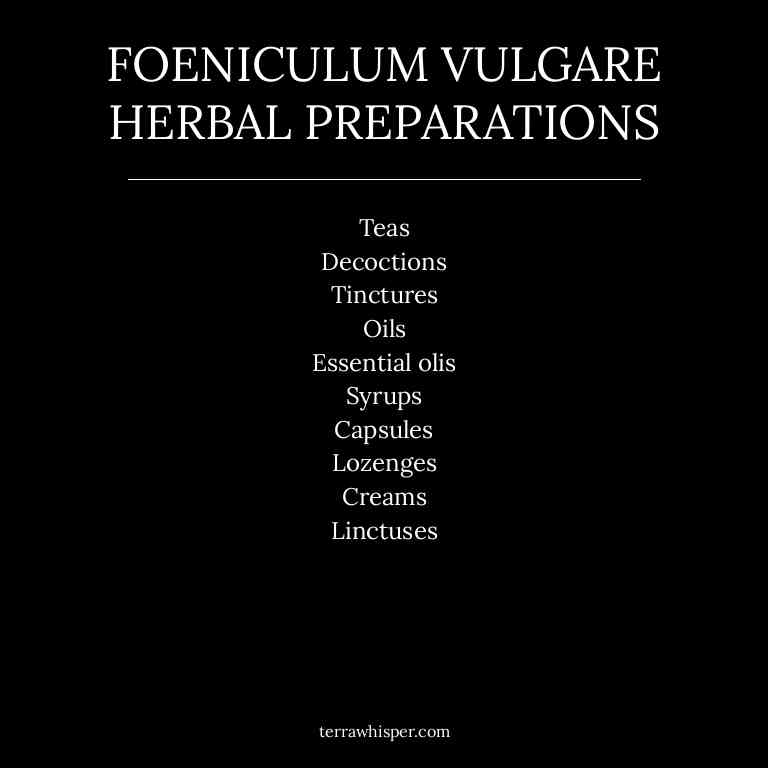 FOENICULUM VULGARE
HERBAL PREPARATIONS
Teas
Decoctions
Tinctures
Oils
Essential olis
Syrups
Capsules
Lozenges
Creams
Linctuses
terrawhisper.com